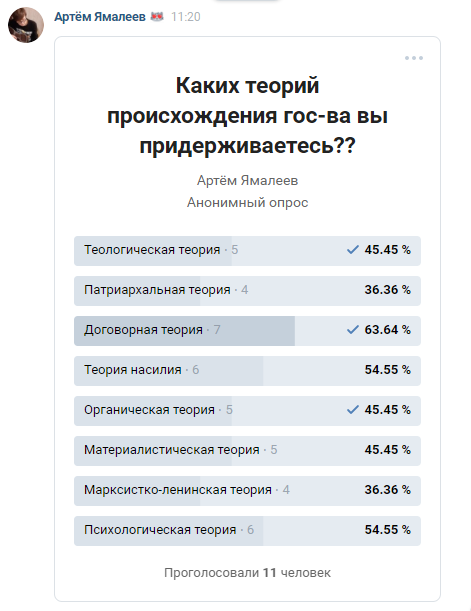 Артём Ямалеев 11:20
Каких теорий
происхождения гос-ва вы
придерживаетесь??
Артём Ямалеев
Анонимный опрос
Теологическая теория · 5 45.45 %
Патриархальная теория · 4 36.36 %
Договорная теория · 7 63.64 %
Теория насилия · 6 54.55 %
Органическая теория · 5 45.45 %
Материалистическая теория · 5 45.45 %
Марксистко-ленинская теория · 4 36.36 %
Психологическая теория · 6 54.55 %
Проголосовали 11 человек